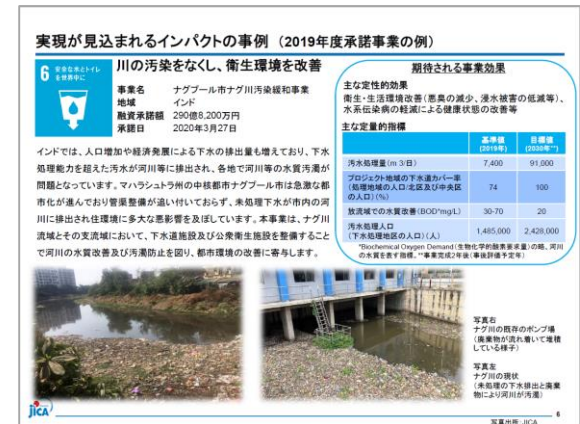 実現が見込まれるインパクトの事例（2019年度承諾事業の例）
6 安全な水とトイレ
を世界中に
川の汚染をなくし、衛生環境を改善
事業名 ナグプール市ナグ川汚染緩和事業
地域 インド
融資承諾額 290億8,200万円
承諾日 2020年3月27日
インドでは、人口増加や経済発展による下水の排出量も増えており、下水
処理能力を超えた汚水が河川等に排出され、各地で河川等の水質汚濁が
問題となっています。マハラシュトラ州の中核都市ナグプール市は急激な都
市化が進んでおり管渠整備が追い付いておらず、未処理下水が市内の河
川に排出され住環境に多大な悪影響を及ぼしています。本事業は、ナグ川
流域とその支流域において、下水道施設及び公衆衛生施設を整備すること
で河川の水質改善及び汚濁防止を図り、都市環境の改善に寄与します。
期待される事業効果
主な定性的効果
衛生・生活環境改善（悪臭の減少、浸水被害の低減等）、
水系伝染病の軽減による健康状態の改善等
主な定量的指標
基準値
(2019年)
目標値
(2030年**)
汚水処理量（m 3/日） 7,400 91,000
プロジェクト地域の下水道カバー率
（処理地域の人口/北区及び中央区
の人口）(%) 74 100
放流域での水質改善（BOD*mg/L） 30-70 20
汚水処理人口
（下水処理地区の人口）（人） 1,485,000 2,428,000
*Biochemical Oxygen Demand（生物化学的酸素要求量）の略、河川
の水質を表す指標。**事業完成2年後（事後評価予定年）
写真右
ナグ川の既存のポンプ場
（廃棄物が流れ着いて堆積
している様子）
写真左
ナグ川の現状
（未処理の下水排出と廃棄
物により河川が汚濁）
jICA
6
写真出所:JICA